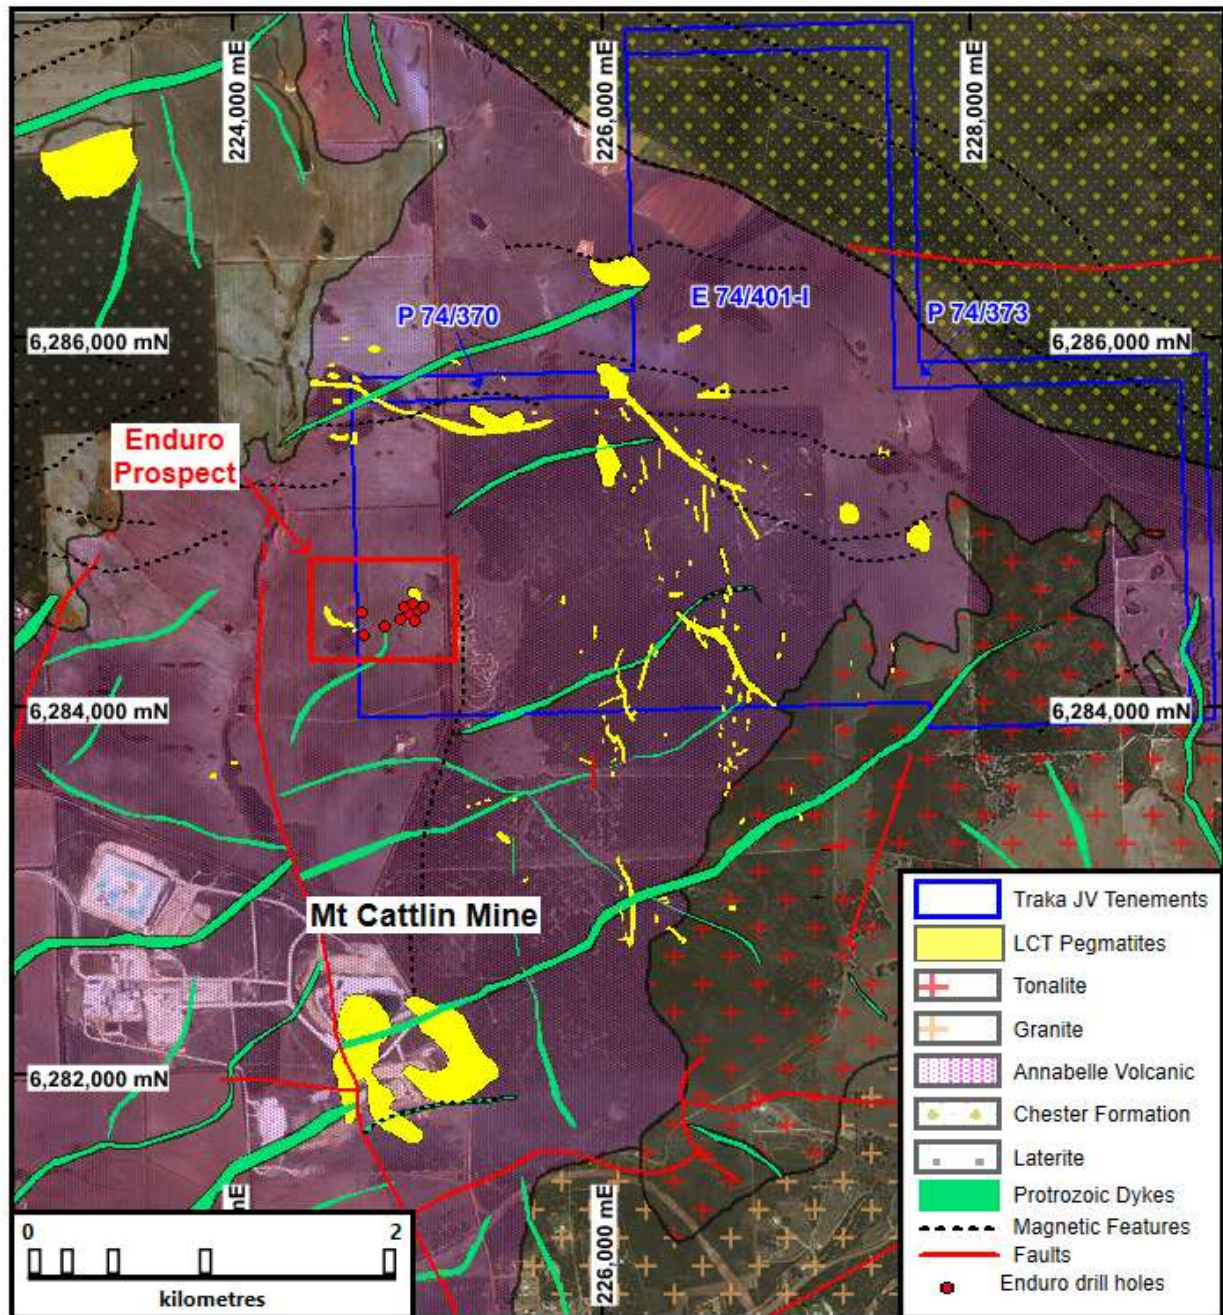 224,000 mE
226,000 mE
228,000 mE
E 74/401-I
P 74/370
P 74/373
6,286,000 mN
6,286,000 mN
Enduro
Prospect
6,284,000 mN
6,284,000 mN
Mt Cattlin Mine
6,282,000 mN
mE
226,000 mE
Traka JV Tenements
LCT Pegmatites
Tonalite
Granite
Annabelle Volcanic
Chester Formation
Laterite
Protrozoic Dykes
Magnetic Features
Faults
Enduro drill holes
0
2
kilometres